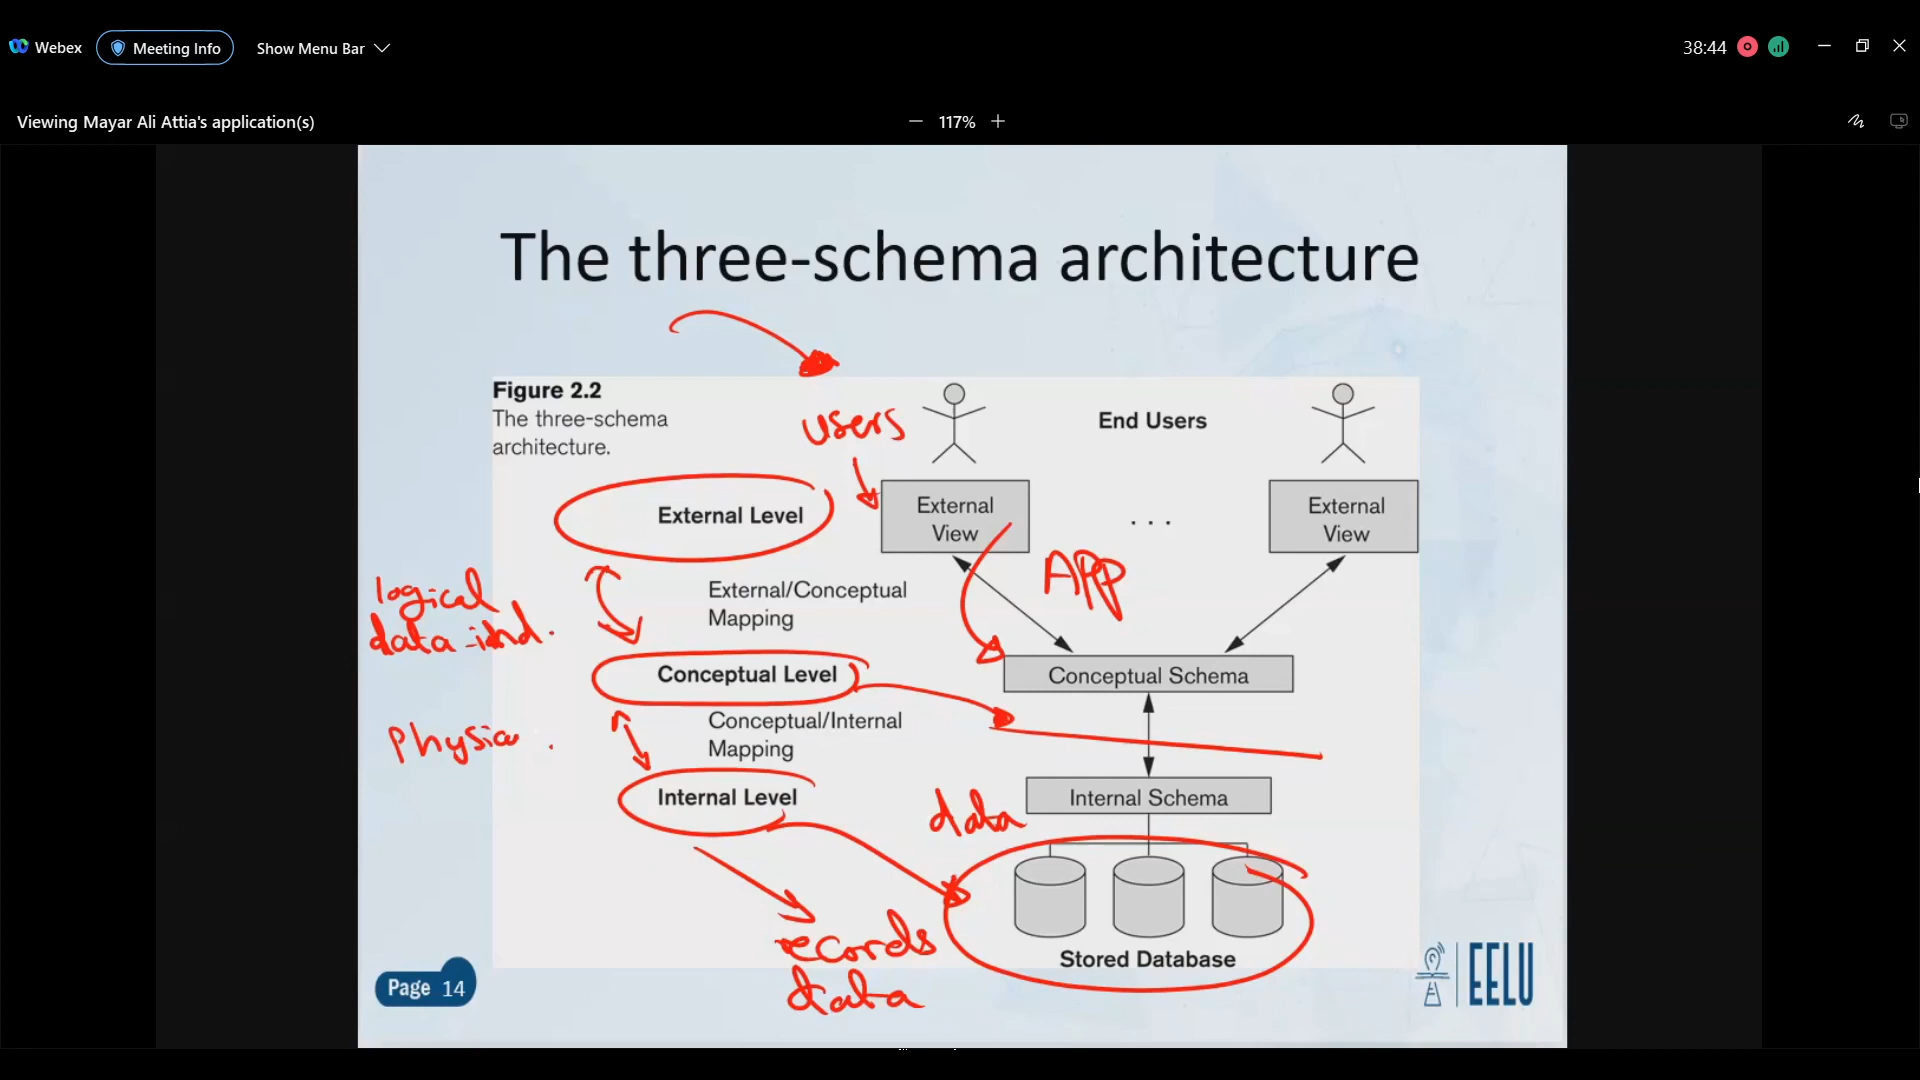 Webex
Meeting Info
Show Menu Bar
38:44
Viewing Mayar Ali Attia's application(s)
117%
The three-schema architecture
Figure 2.2
The three-schema
architecture.
users
End Users
External Level
External
View
. . .
External
View
APP
logical
data-ind.
External/Conceptual
Mapping
Conceptual Level
Conceptual Schema
Physica
Conceptual/Internal
Mapping
Internal Level
data
Internal Schema
records
data
Stored Database
Page 14
EELU